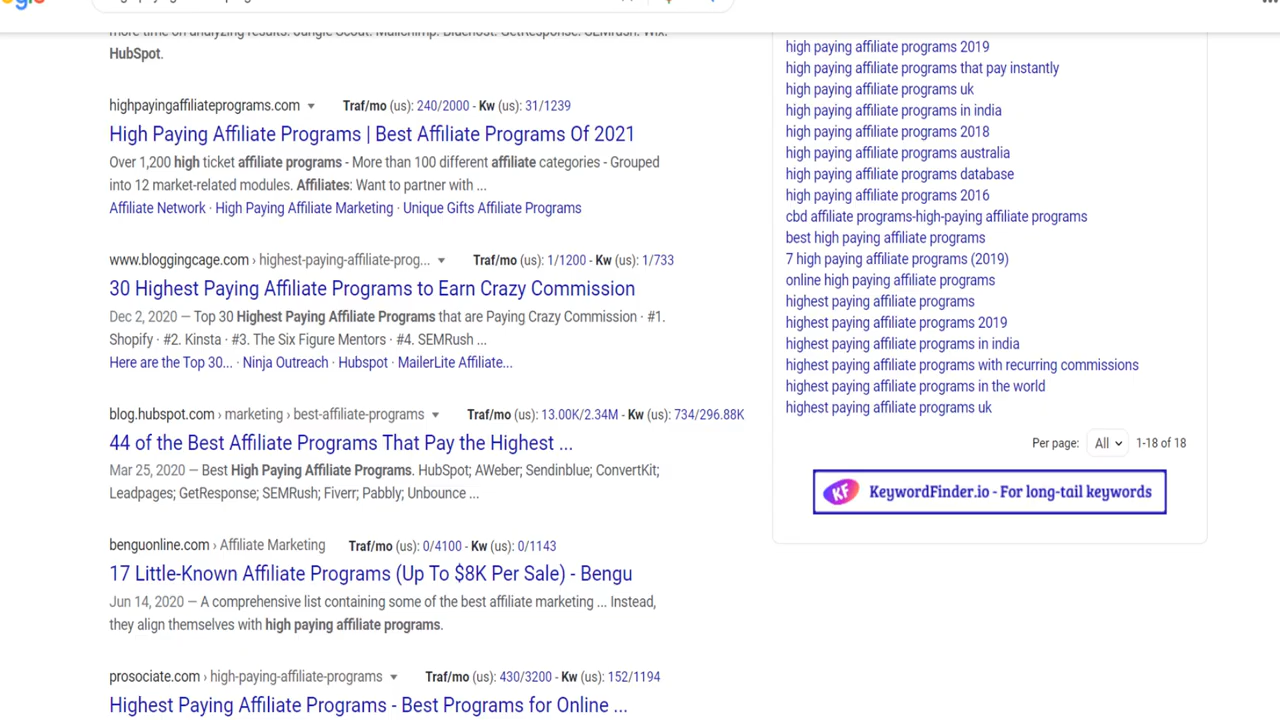 more time on analyzing results. Jungle Scout. Mailchimp. Bluehost. GetResponse. SEMrush. Wix.
HubSpot.
highpayingaffiliateprograms.com Traf/mo (us): 240/2000 - Kw (us): 31/1239
High Paying Affiliate Programs | Best Affiliate Programs Of 2021
Over 1,200 high ticket affiliate programs - More than 100 different affiliate categories - Grouped
into 12 market-related modules. Affiliates: Want to partner with ...
Affiliate Network · High Paying Affiliate Marketing · Unique Gifts Affiliate Programs
www.bloggingcage.com › highest-paying-affiliate-prog... Traf/mo (us): 1/1200 - Kw (us): 1/733
30 Highest Paying Affiliate Programs to Earn Crazy Commission
Dec 2, 2020 — Top 30 Highest Paying Affiliate Programs that are Paying Crazy Commission · #1.
Shopify · #2. Kinsta · #3. The Six Figure Mentors · #4. SEMRush ...
Here are the Top 30... · Ninja Outreach · Hubspot · MailerLite Affiliate...
blog.hubspot.com › marketing › best-affiliate-programs Traf/mo (us): 13.00K/2.34M - Kw (us): 734/296.88K
44 of the Best Affiliate Programs That Pay the Highest ...
Mar 25, 2020 — Best High Paying Affiliate Programs. HubSpot; AWeber; Sendinblue; ConvertKit;
Leadpages; GetResponse; SEMRush; Fiverr; Pabbly; Unbounce ...
benguonline.com › Affiliate Marketing Traf/mo (us): 0/4100 - Kw (us): 0/1143
17 Little-Known Affiliate Programs (Up To $8K Per Sale) - Bengu
Jun 14, 2020 — A comprehensive list containing some of the best affiliate marketing ... Instead,
they align themselves with high paying affiliate programs.
prosociate.com › high-paying-affiliate-programs Traf/mo (us): 430/3200 - Kw (us): 152/1194
Highest Paying Affiliate Programs - Best Programs for Online ...
high paying affiliate programs 2019
high paying affiliate programs that pay instantly
high paying affiliate programs uk
high paying affiliate programs in india
high paying affiliate programs 2018
high paying affiliate programs australia
high paying affiliate programs database
high paying affiliate programs 2016
cbd affiliate programs-high-paying affiliate programs
best high paying affiliate programs
7 high paying affiliate programs (2019)
online high paying affiliate programs
highest paying affiliate programs
highest paying affiliate programs 2019
highest paying affiliate programs in india
highest paying affiliate programs with recurring commissions
highest paying affiliate programs in the world
highest paying affiliate programs uk
Per page: All 1-18 of 18
KF KeywordFinder.io - For long-tail keywords